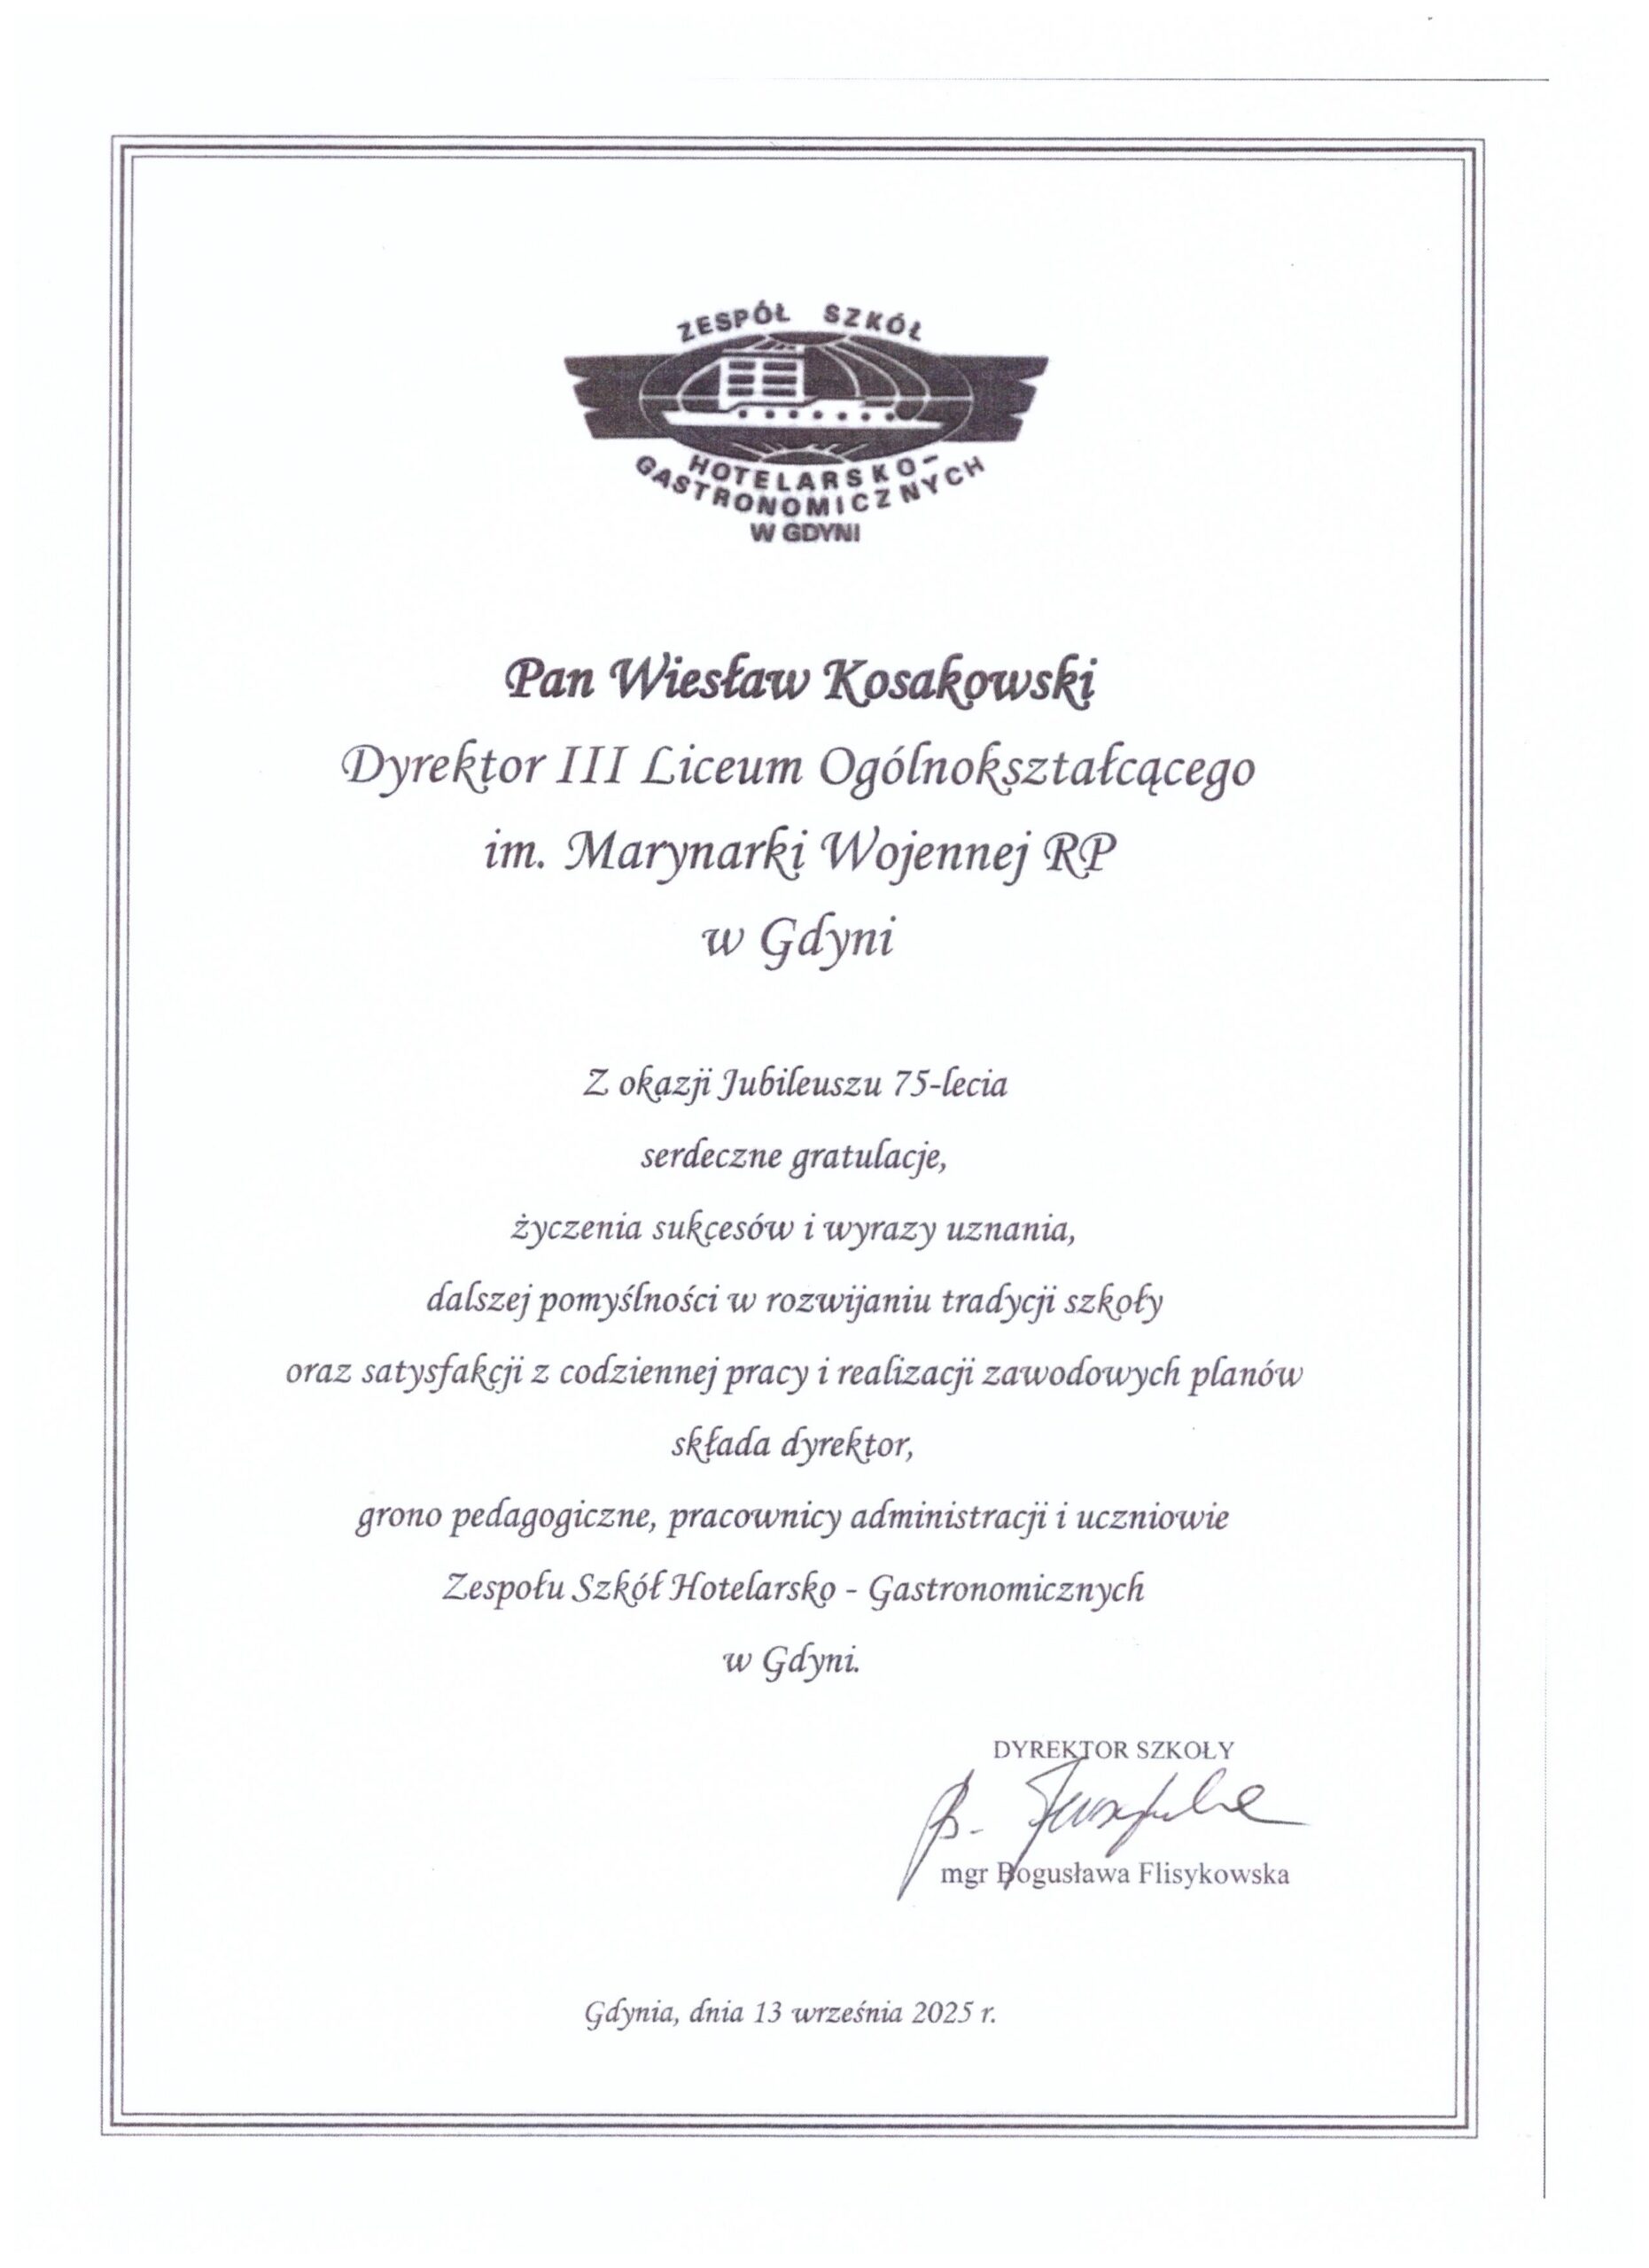 ZESPÓŁ SZKÓŁ
HOTELARSKO-
GASTRONOMICZNYCH
W GDYNI
Pan Wiesław Kosakowski
Dyrektor III Liceum Ogólnokształcącego
im. Marynarki Wojennej RP
w Gdyni
Z okazji Jubileuszu 75-lecia
serdeczne gratulacje,
życzenia sukcesów i wyrazy uznania,
dalszej pomyślności w rozwijaniu tradycji szkoły
oraz satysfakcji z codziennej pracy i realizacji zawodowych planów
składa dyrektor,
grono pedagogiczne, pracownicy administracji i uczniowie
Zespołu Szkół Hotelarsko - Gastronomicznych
w Gdyni.
DYREKTOR SZKOŁY
mgr Bogusława Flisykowska
Gdynia, dnia 13 września 2025 r.